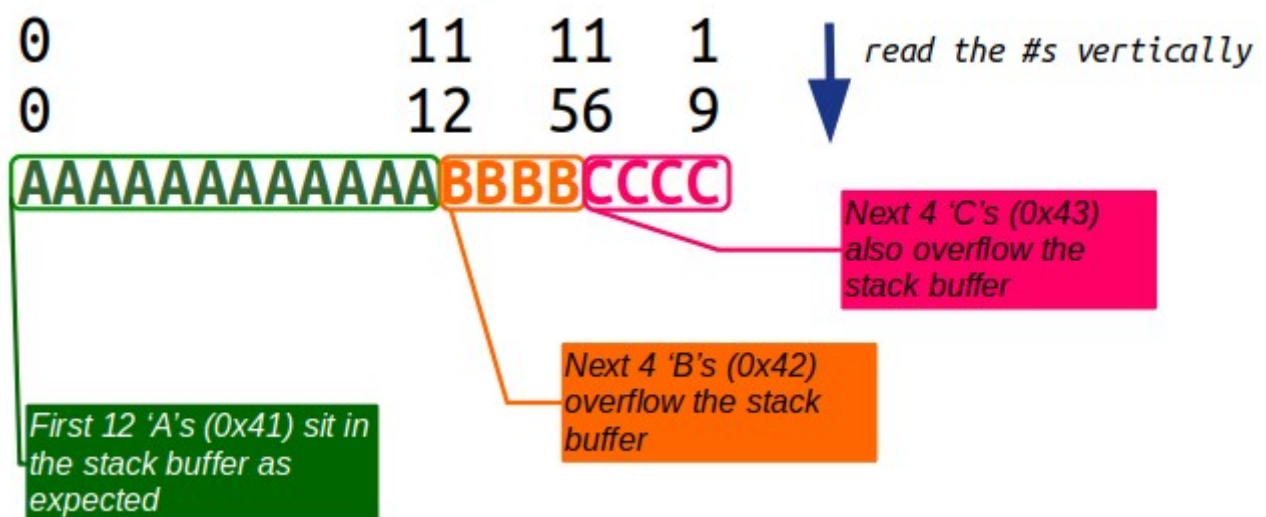 0 11 11 1
read the #s vertically
0 12 56 9
AAAAAAAAAAAABBBBCCCC
Next 4 ‘C’s (0x43)
also overflow the
stack buffer
Next 4 ‘B’s (0x42)
overflow the stack
buffer
First 12 ‘A’s (0x41) sit in
the stack buffer as
expected